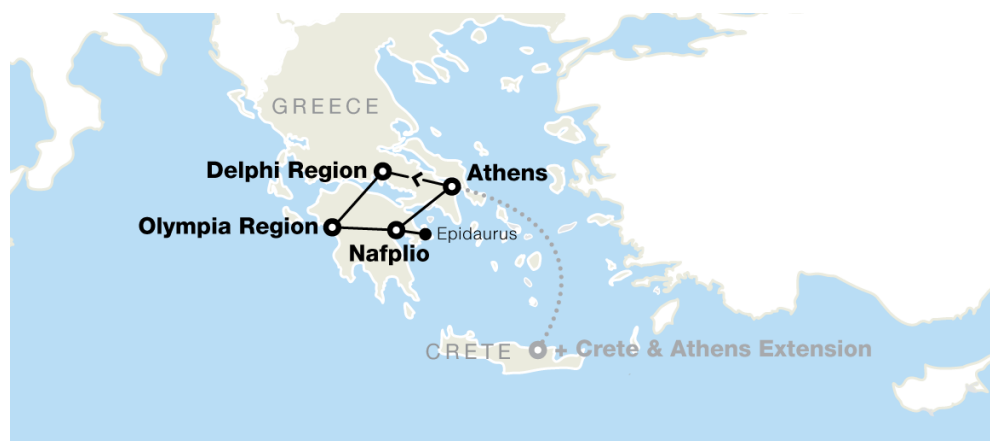 GREECE
Delphi Region
Athens
Olympia Region
Epidaurus
Nafplio
CRETE
+ Crete & Athens Extension